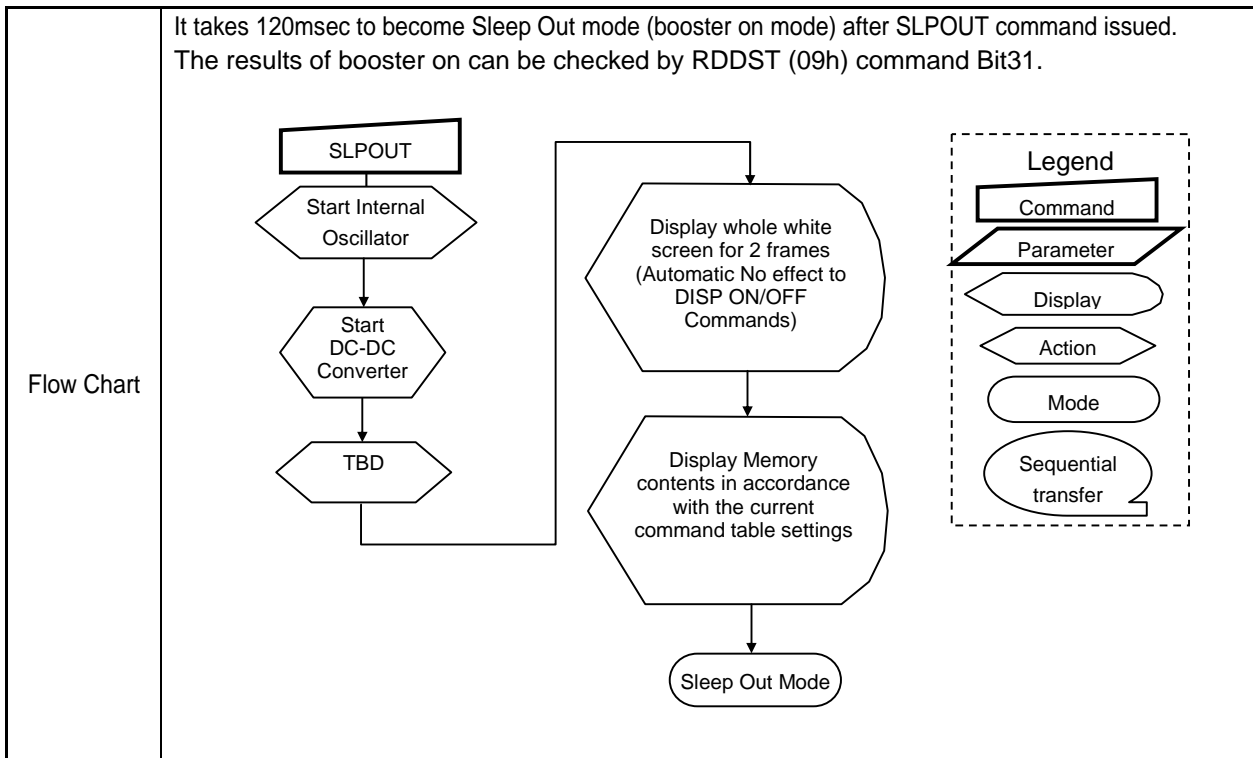 It takes 120msec to become Sleep Out mode (booster on mode) after SLPOUT command issued.
The results of booster on can be checked by RDDST (09h) command Bit31.
Flow Chart
SLPOUT
Start Internal
Oscillator
Start
DC-DC
Converter
TBD
Display whole white
screen for 2 frames
(Automatic No effect to
DISP ON/OFF
Commands)
Display Memory
contents in accordance
with the current
command table settings
Sleep Out Mode
Legend
Command
Parameter
Display
Action
Mode
Sequential
transfer